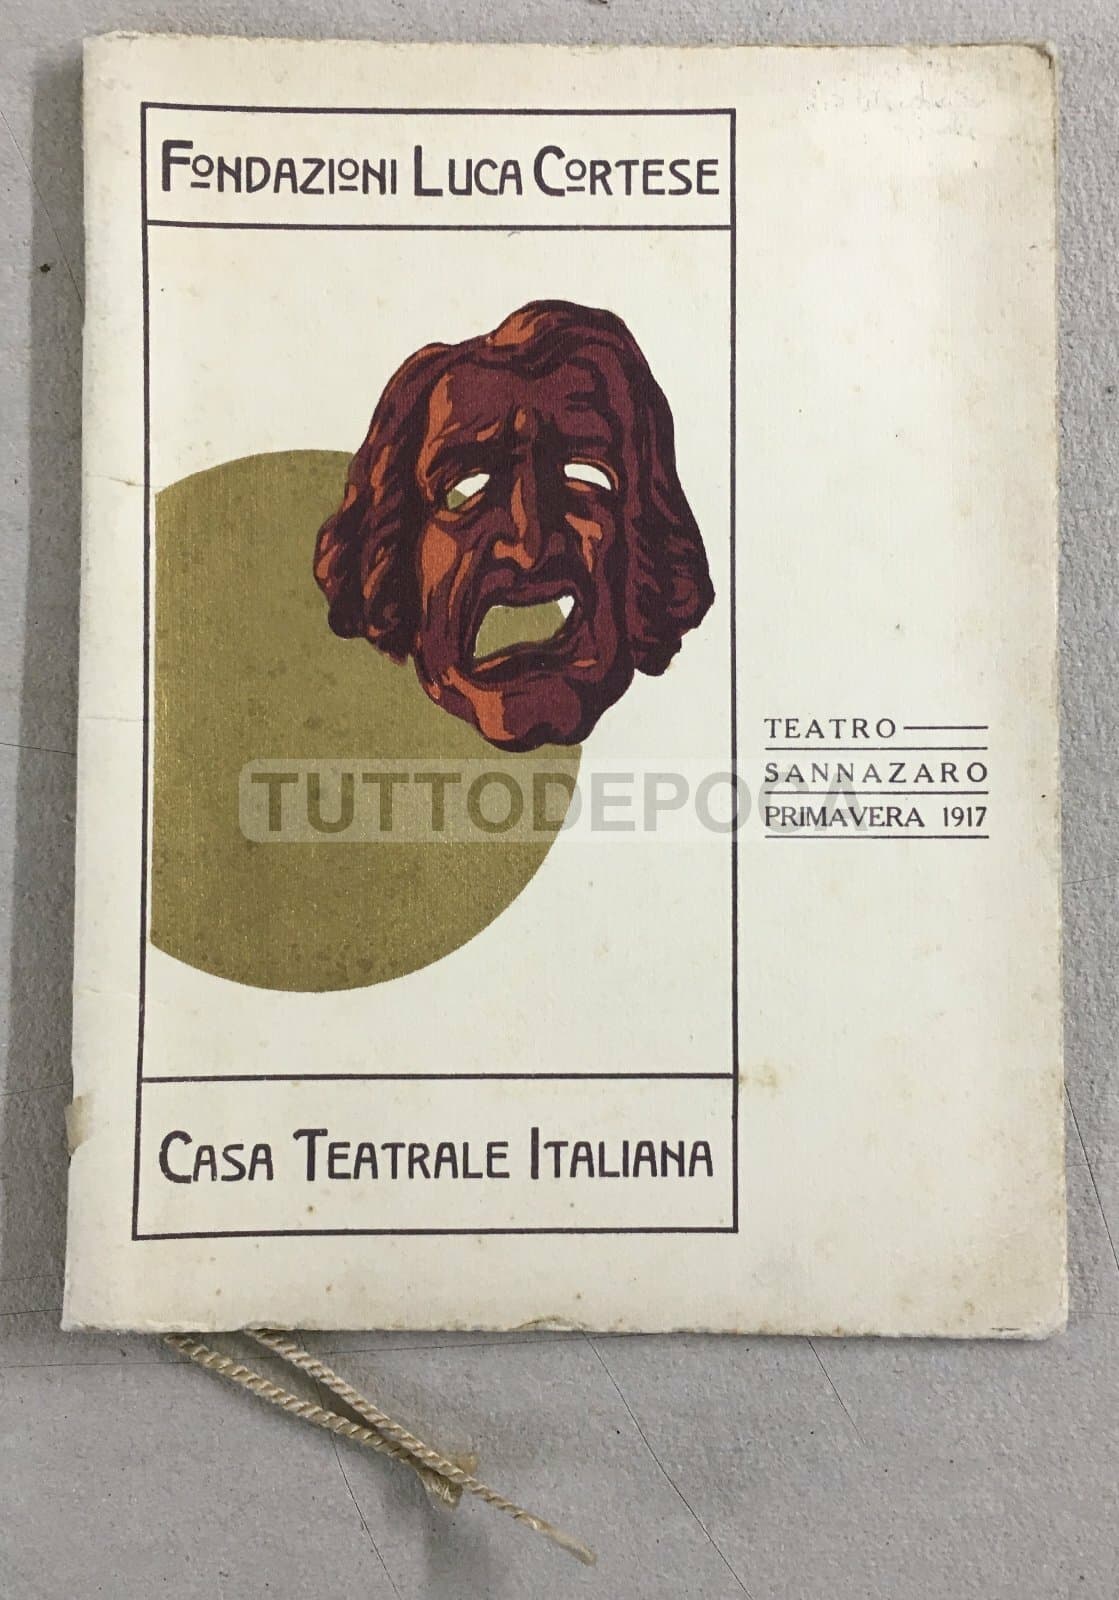 FONDAZIONI LUCA CORTESE
TEATRO
SANNAZARO
PRIMAVERA 1917
TUTTODEPOCA
CASA TEATRALE ITALIANA